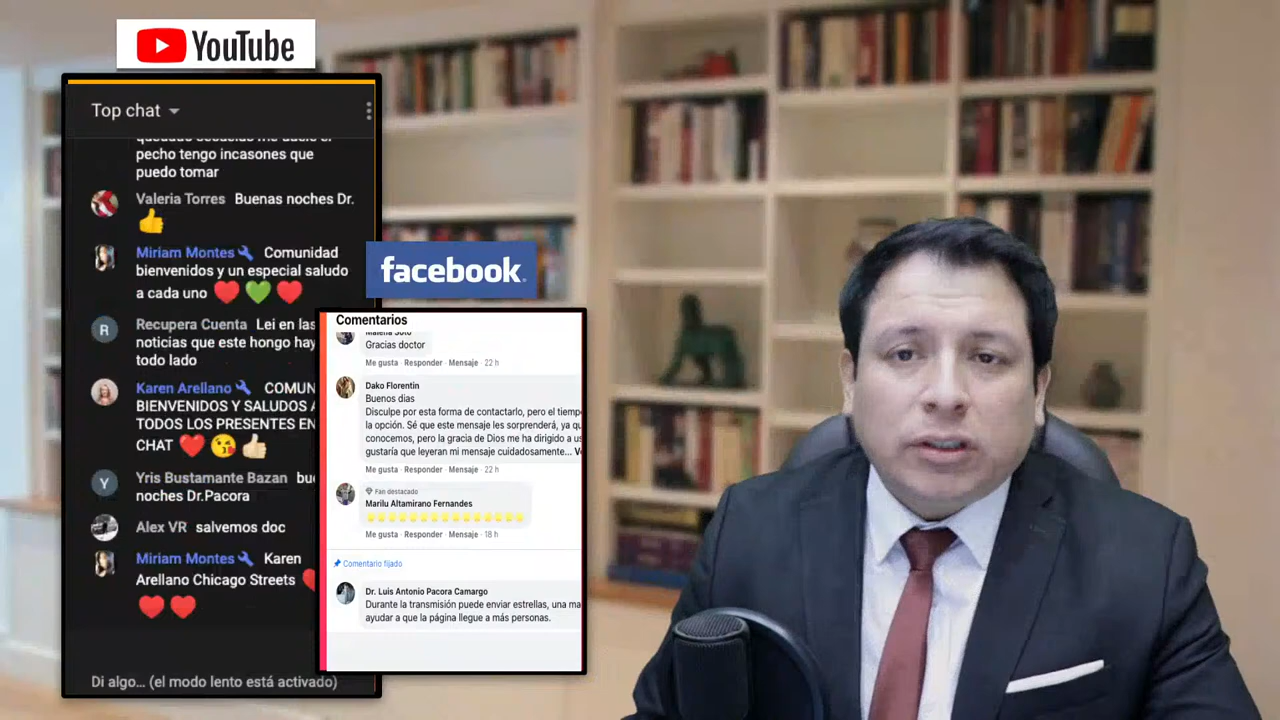 YouTube
Top chat
pecho tengo incasones que
puedo tomar
Valeria Torres Buenas noches Dr.
Miriam Montes Comunidad
bienvenidos y un especial saludo
a cada uno
R
Recupera Cuenta Lei en las
noticias que este hongo hay
todo lado
Karen Arellano COMUN
BIENVENIDOS Y SALUDOS A
TODOS LOS PRESENTES EN
CHAT
Y
Yris Bustamante Bazan bue
noches Dr.Pacora
Alex VR salvemos doc
Miriam Montes Karen
Arellano Chicago Streets
Di algo... (el modo lento está activado)
facebook
Comentarios
Malena Soto
Gracias doctor
Me gusta · Responder · Mensaje · 22 h
Dako Florentin
Buenos dias
Disculpe por esta forma de contactarlo, pero el tiempo
la opción. Sé que este mensaje les sorprenderá, ya qu
conocemos, pero la gracia de Dios me ha dirigido a us
gustaría que leyeran mi mensaje cuidadosamente...
Me gusta · Responder · Mensaje · 22 h
Fan destacado
Marilu Altamirano Fernandes
Me gusta · Responder · Mensaje · 18 h
Comentario fijado
Dr. Luis Antonio Pacora Camargo
Durante la transmisión puede enviar estrellas, una ma
ayudar a que la página llegue a más personas.